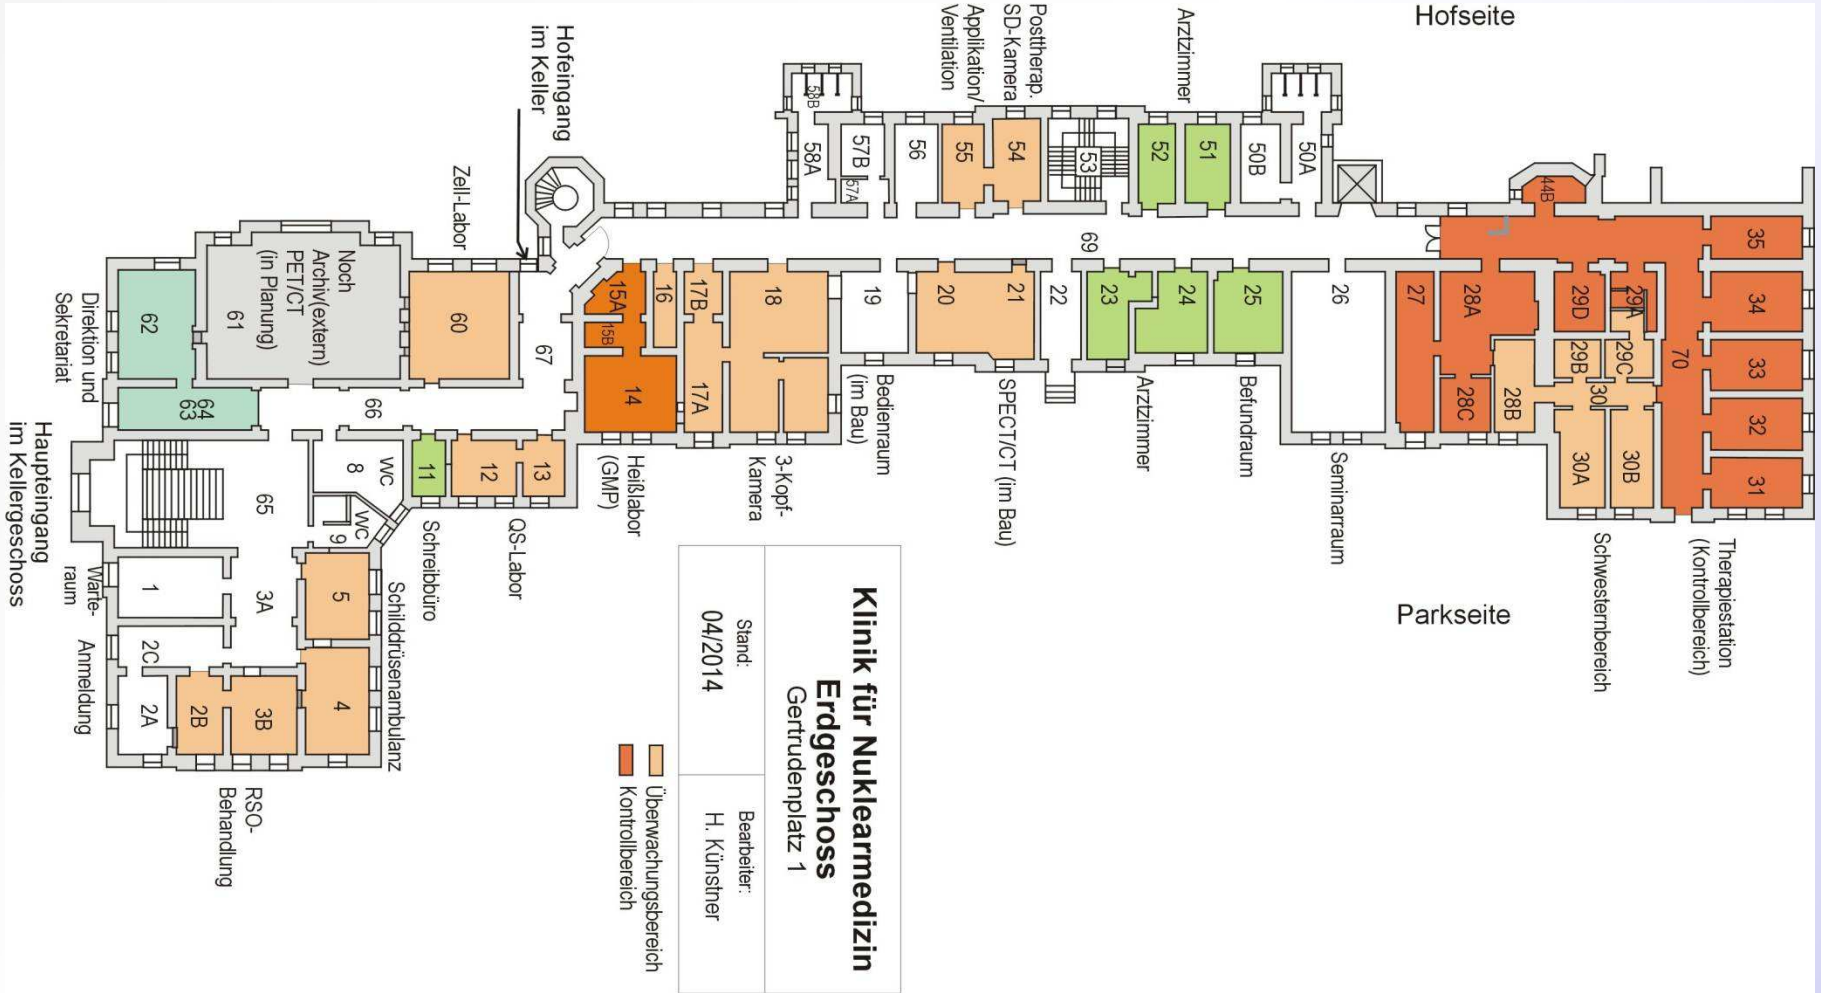 Hofseite
Hofeingang
im Keller
Applikation/
Ventilation
Posttherap.
SD-Kamera
Arztzimmer
Zell-Labor
58B
58A
57B
57A
56
55
54
53
52
51
50B
50A
44B
35
34
33
32
31
70
69
Direktion und
Sekretariat
62
61
Noch
Archiv(extern)
PET/CT
(in Planung)
60
67
15A
15B
14
16
17B
17A
18
19
20
21
22
23
24
25
26
27
28A
28C
28B
29D
29A
29B
29C
30
30A
30B
64
63
66
Haupteingang
im Kellergeschoss
65
8
WC
WC
9
11
12
13
Schreibbüro
QS-Labor
Heißlabor
(GMP)
3-Kopf-
Kamera
Bedienraum
(im Bau)
SPECT/CT (im Bau)
Arztzimmer
Befundraum
Seminarraum
Schwesternbereich
Therapiestation
(Kontrollbereich)
Parkseite
Warte-
raum
1
3A
5
Schilddrüsenambulanz
Anmeldung
2C
2A
2B
3B
4
RSO-
Behandlung
Klinik für Nuklearmedizin
Erdgeschoss
Gertrudenplatz 1
Stand:
04/2014
Bearbeiter:
H. Künstner
Überwachungsbereich
Kontrollbereich